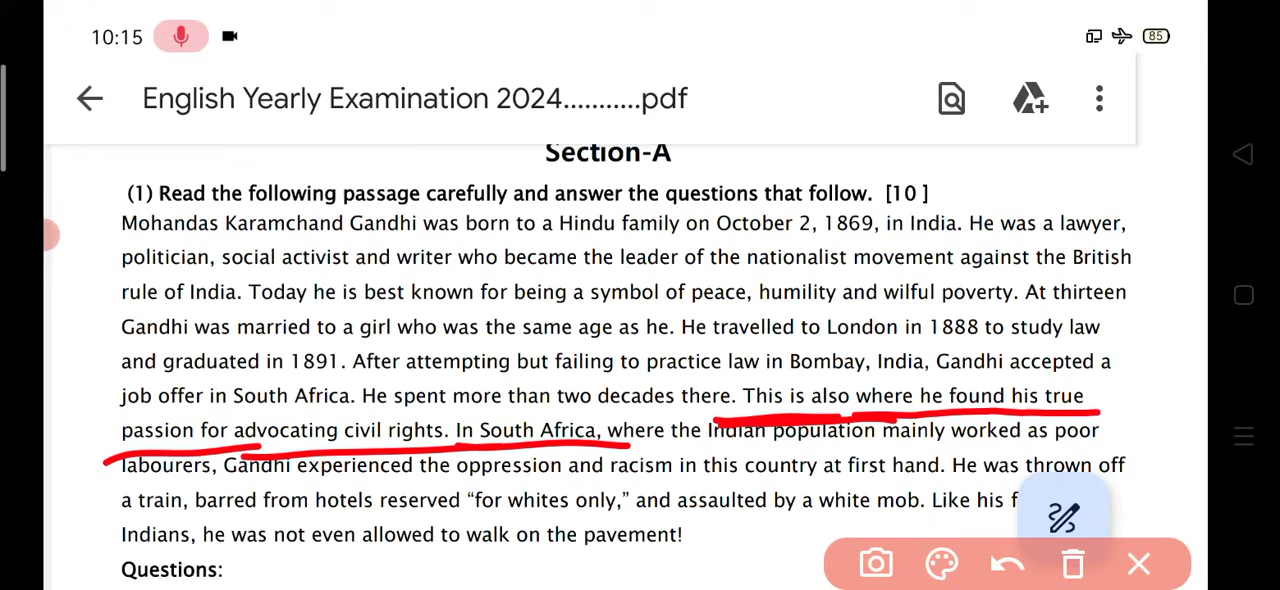 10:15
85
English Yearly Examination 2024...........pdf
Section-A
(1) Read the following passage carefully and answer the questions that follow. [10 ]
Mohandas Karamchand Gandhi was born to a Hindu family on October 2, 1869, in India. He was a lawyer,
politician, social activist and writer who became the leader of the nationalist movement against the British
rule of India. Today he is best known for being a symbol of peace, humility and wilful poverty. At thirteen
Gandhi was married to a girl who was the same age as he. He travelled to London in 1888 to study law
and graduated in 1891. After attempting but failing to practice law in Bombay, India, Gandhi accepted a
job offer in South Africa. He spent more than two decades there. This is also where he found his true
passion for advocating civil rights. In South Africa, where the Indian population mainly worked as poor
labourers, Gandhi experienced the oppression and racism in this country at first hand. He was thrown off
a train, barred from hotels reserved “for whites only,” and assaulted by a white mob. Like his
Indians, he was not even allowed to walk on the pavement!
Questions: